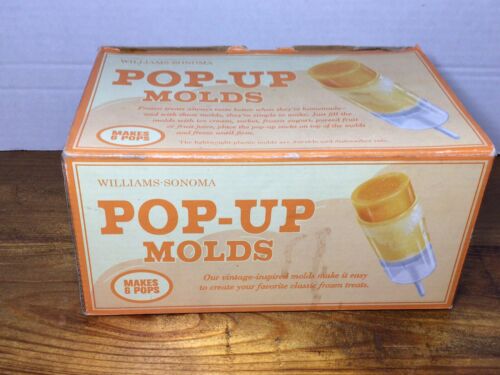 WILLIAMS-SONOMA
POP-UP
MOLDS
Frozen treats always taste better when they're homemade—
and with these molds, they're simple to make. Just fill the
molds with ice cream, sorbet, frozen yogurt, pureed fruit
or fruit juice, place the pop-up sticks on top of the molds
and freeze until firm.
The lightweight plastic molds are durable and dishwasher safe.
MAKES
6 POPS
WILLIAMS-SONOMA
POP-UP
MOLDS
MAKES
6 POPS
Our vintage-inspired molds make it easy
to create your favorite classic frozen treats.